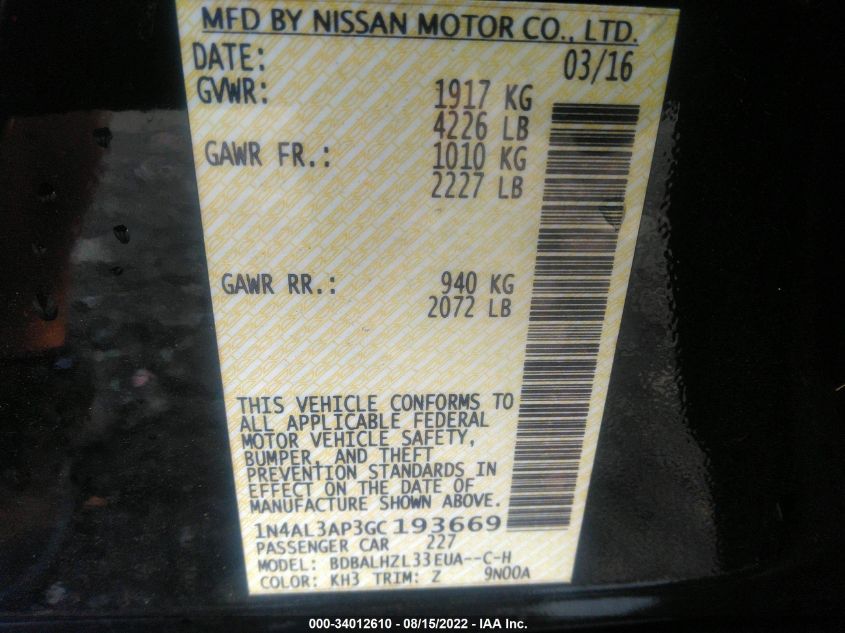 MFD BY NISSAN MOTOR CO., LTD.
DATE: 03/16
GVWR: 1917 KG
4226 LB
GAWR FR.: 1010 KG
2227 LB
GAWR RR.: 940 KG
2072 LB
THIS VEHICLE CONFORMS TO
ALL APPLICABLE FEDERAL
MOTOR VEHICLE SAFETY,
BUMPER, AND THEFT
PREVENTION STANDARDS IN
EFFECT ON THE DATE OF
MANUFACTURE SHOWN ABOVE.
1N4AL3AP3GC193669
PASSENGER CAR 227
MODEL: BDBALHZL33EUA--C-H
COLOR: KH3 TRIM: Z 9N00A
000-34012610 - 08/15/2022 - IAA Inc.